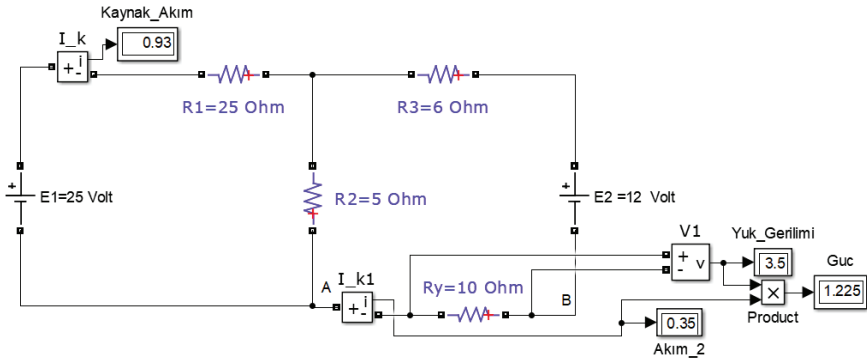 Kaynak_Akım
I_k
0.93
i
+ -
R1=25 Ohm
R3=6 Ohm
+
E1=25 Volt
R2=5 Ohm
+
E2 =12 Volt
V1
+
-
v
Yuk_Gerilimi
3.5
Guc
1.225
×
Product
A
I_k1
i
+ -
Ry=10 Ohm
B
0.35
Akım_2